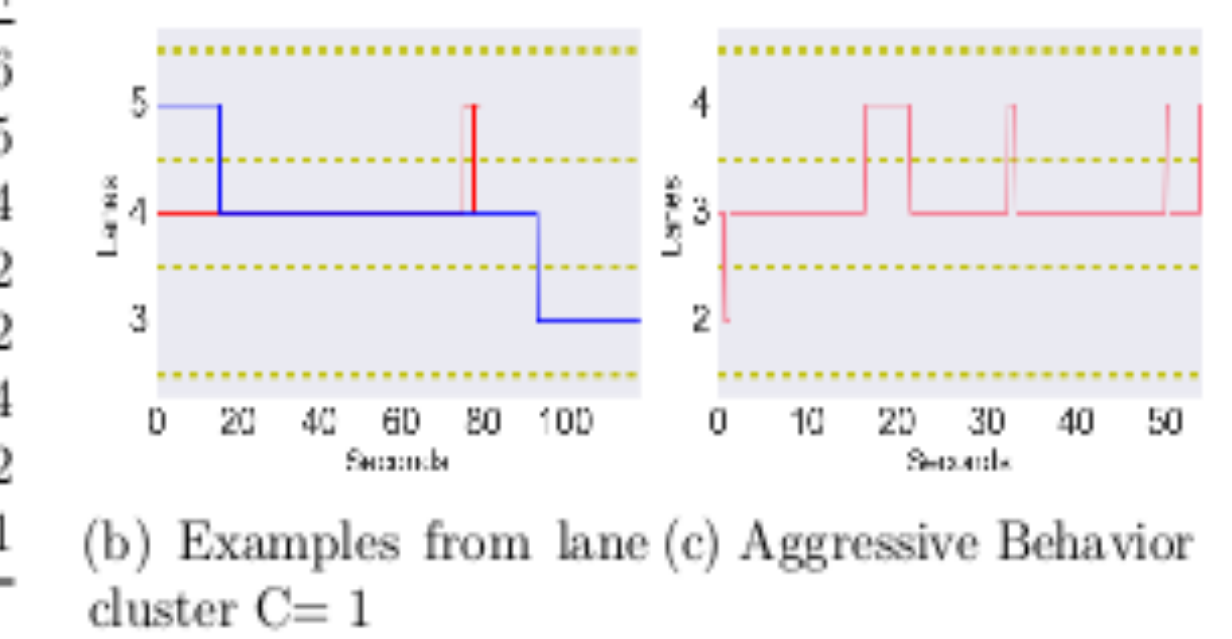 5
4
3
Lanes
0 20 40 60 80 100
Seconds
4
3
2
Lanes
0 10 20 30 40 50
Seconds
(b) Examples from lane
cluster C= 1
(c) Aggressive Behavior